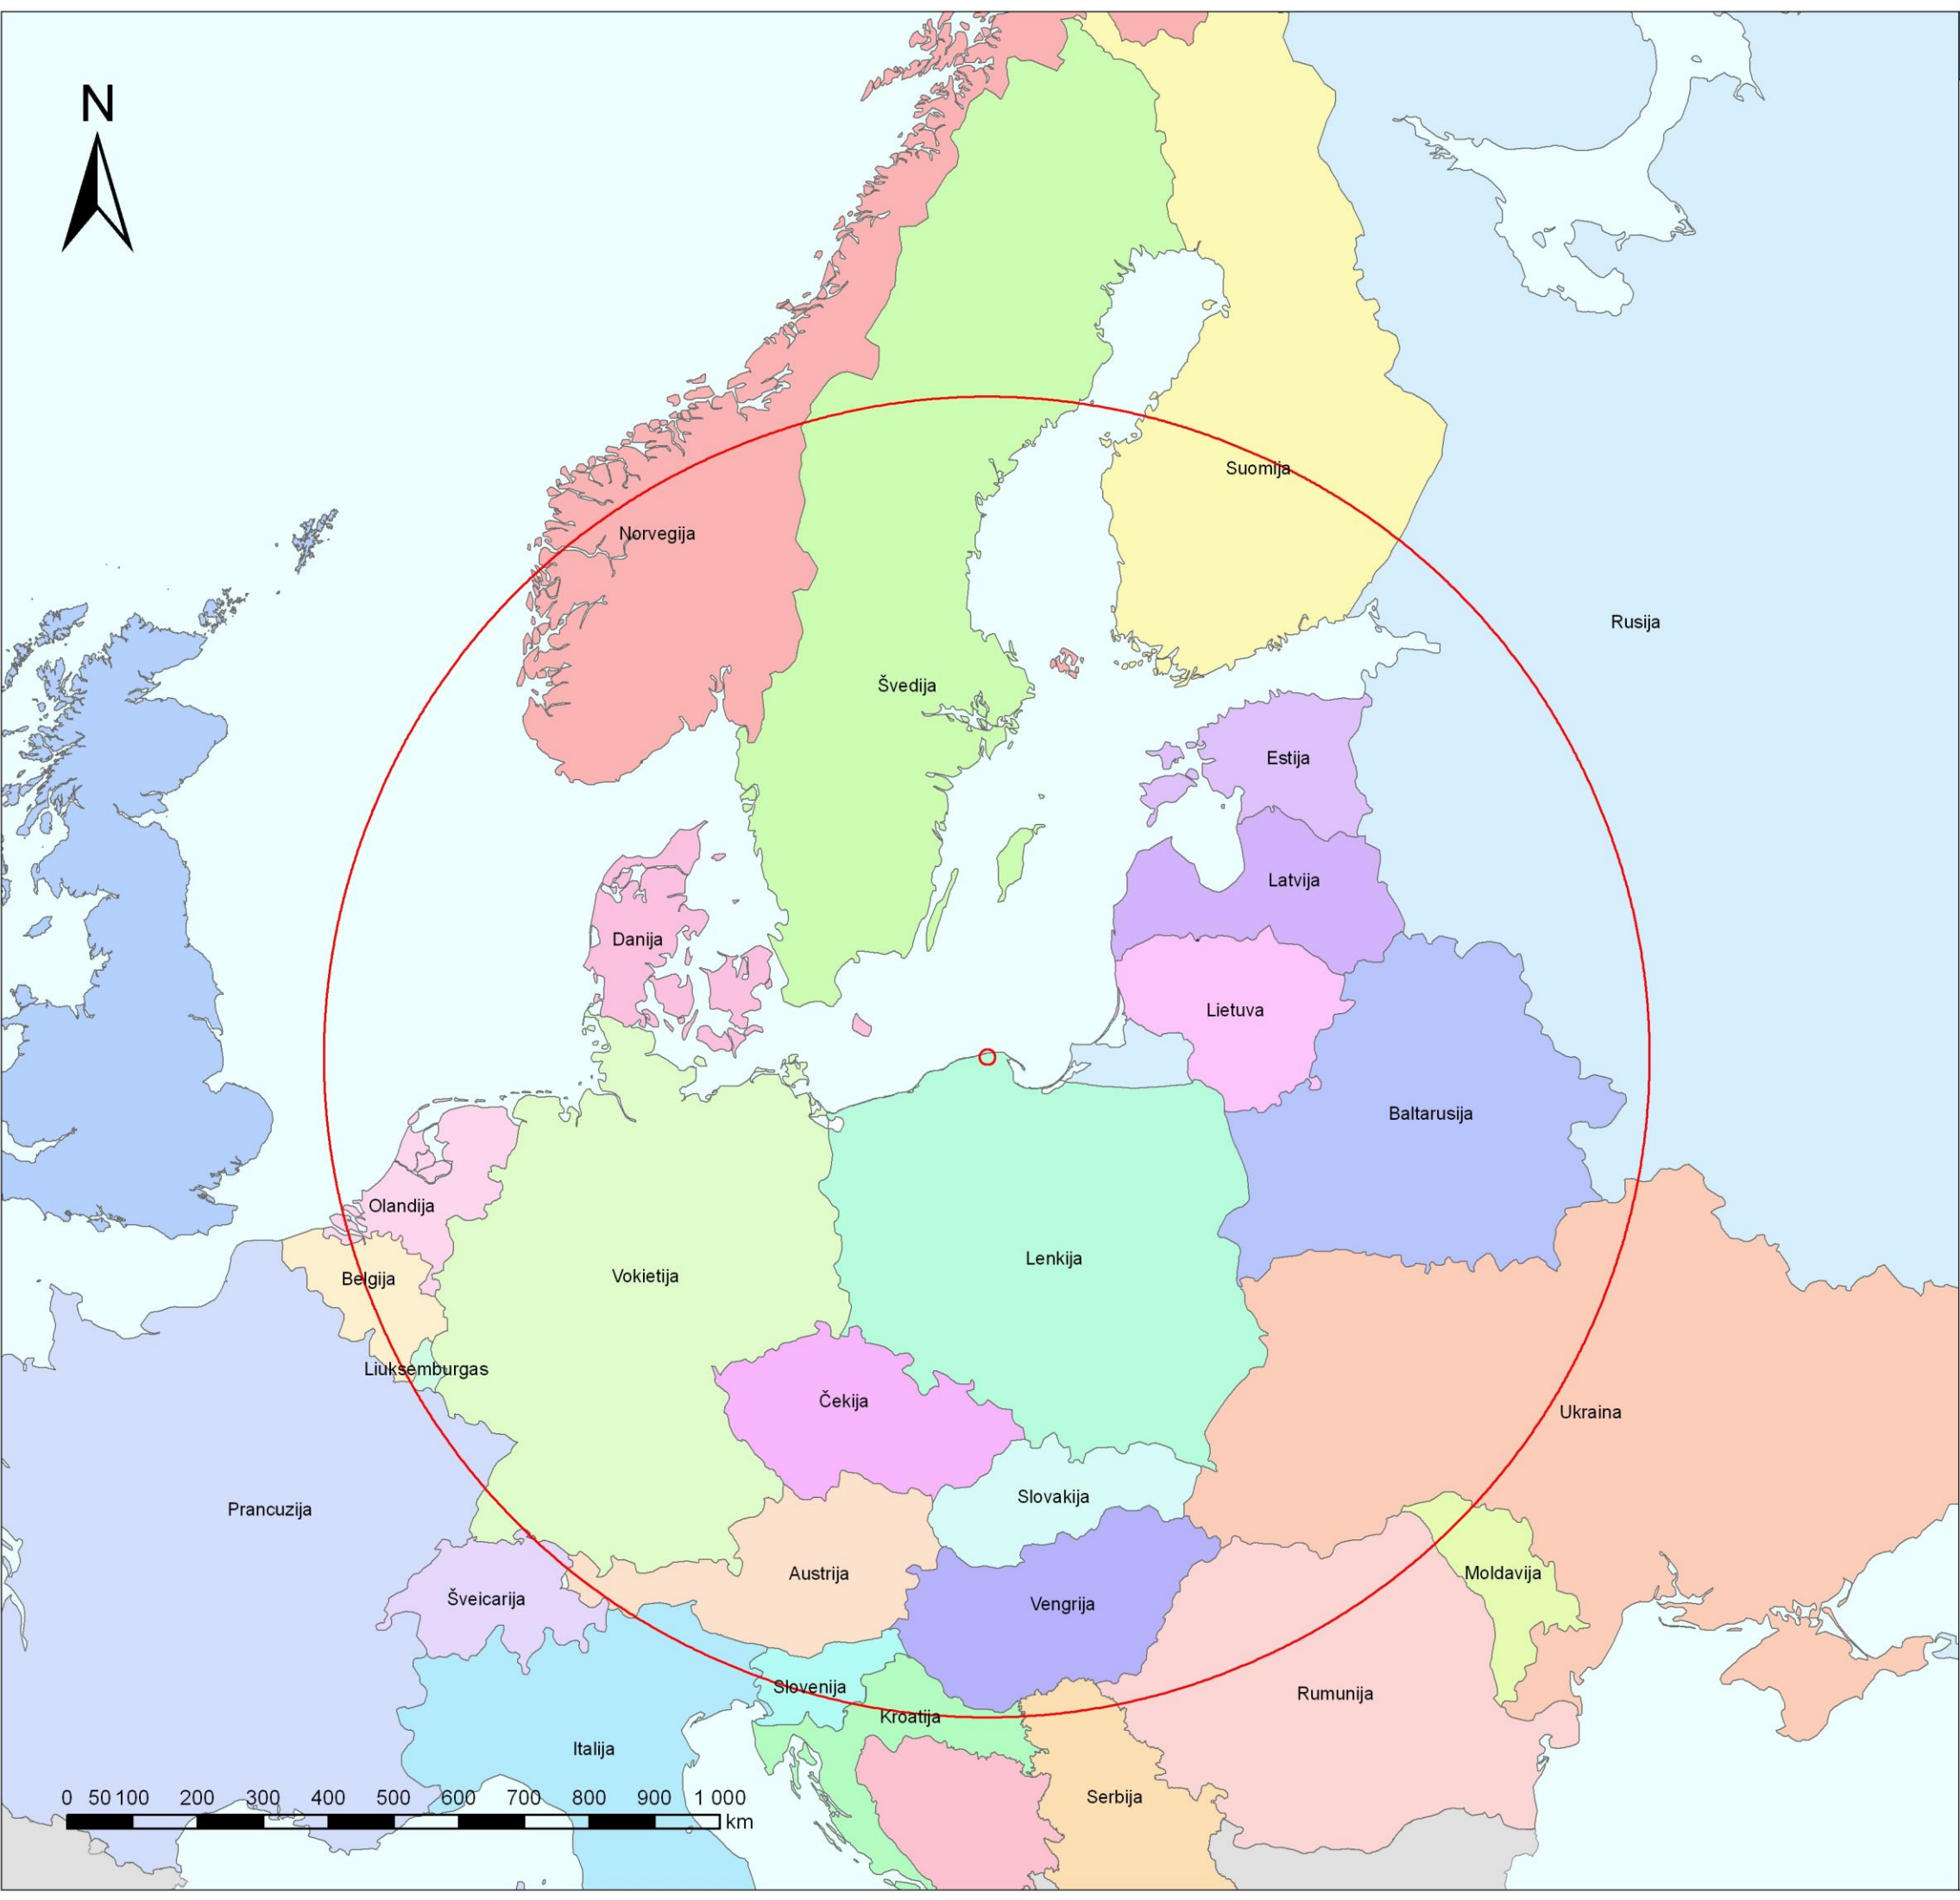 N
Suomija
Norvegija
Rusija
Švedija
Estija
Latvija
Danija
Lietuva
Baltarusija
Olandija
Lenkija
Vokietija
Belgija
Liuksemburgas
Čekija
Ukraina
Slovakija
Prancuzija
Austrija
Moldavija
Šveicarija
Vengrija
Slovenija
Rumunija
Kroatija
Italija
Serbija
0 50 100 200 300 400 500 600 700 800 900 1 000
km